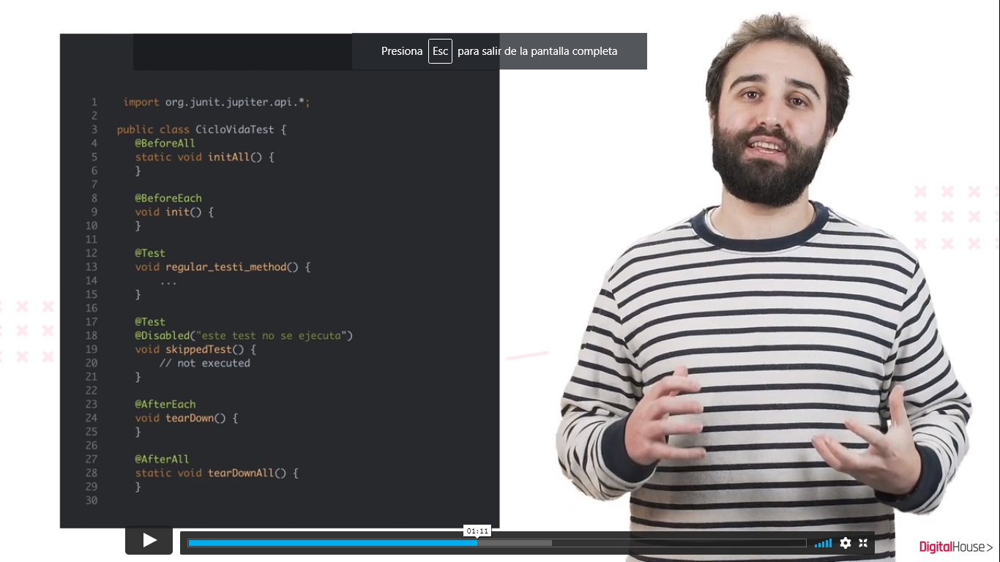 Presiona Esc para salir de la pantalla completa
1 import org.junit.jupiter.api.*;
2
3 public class CicloVidaTest {
4 @BeforeAll
5 static void initAll() {
6 }
7
8 @BeforeEach
9 void init() {
10 }
11
12 @Test
13 void regular_testi_method() {
14 ...
15 }
16
17 @Test
18 @Disabled("este test no se ejecuta")
19 void skippedTest() {
20 // not executed
21 }
22
23 @AfterEach
24 void tearDown() {
25 }
26
27 @AfterAll
28 static void tearDownAll() {
29 }
30
01:11
DigitalHouse>